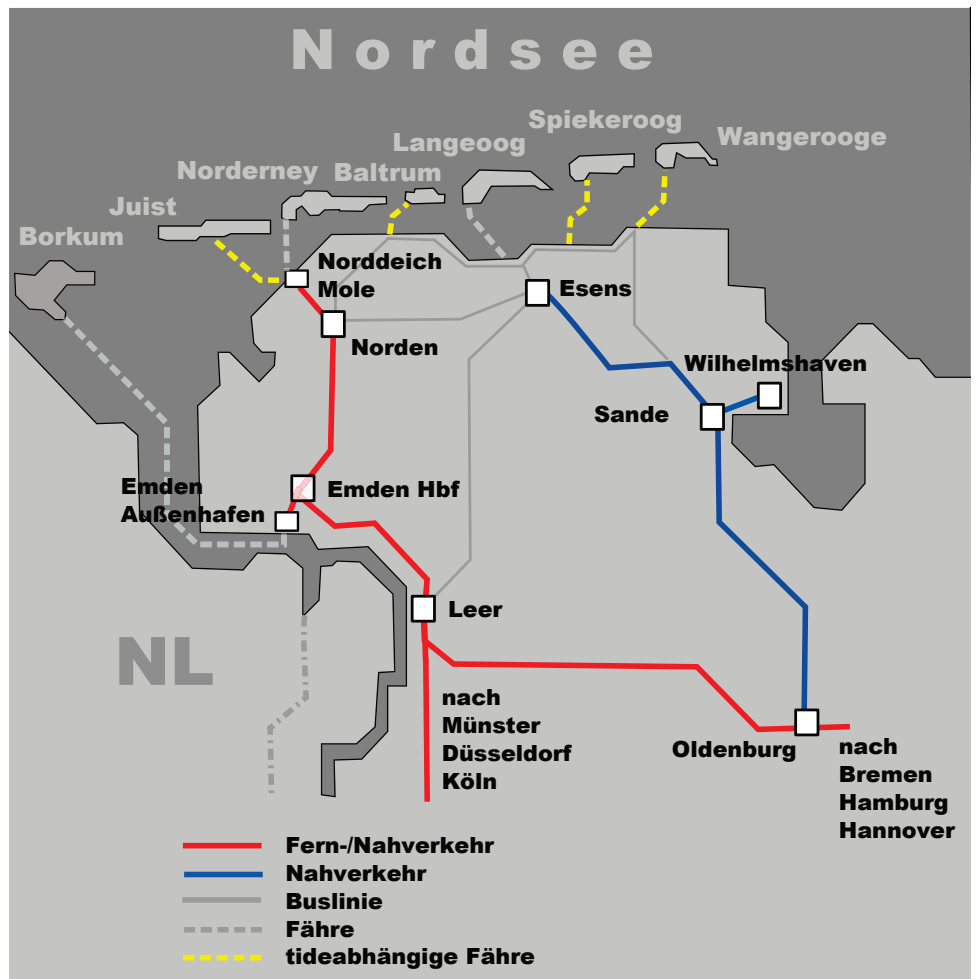 Nordsee
Spiekeroog
Langeoog
Wangerooge
Norderney
Baltrum
Juist
Borkum
Norddeich
Mole
Esens
Norden
Wilhelmshaven
Sande
Emden
Außenhafen
Emden Hbf
Leer
NL
nach
Münster
Düsseldorf
Köln
Oldenburg
nach
Bremen
Hamburg
Hannover
Fern-/Nahverkehr
Nahverkehr
Buslinie
Fähre
tideabhängige Fähre